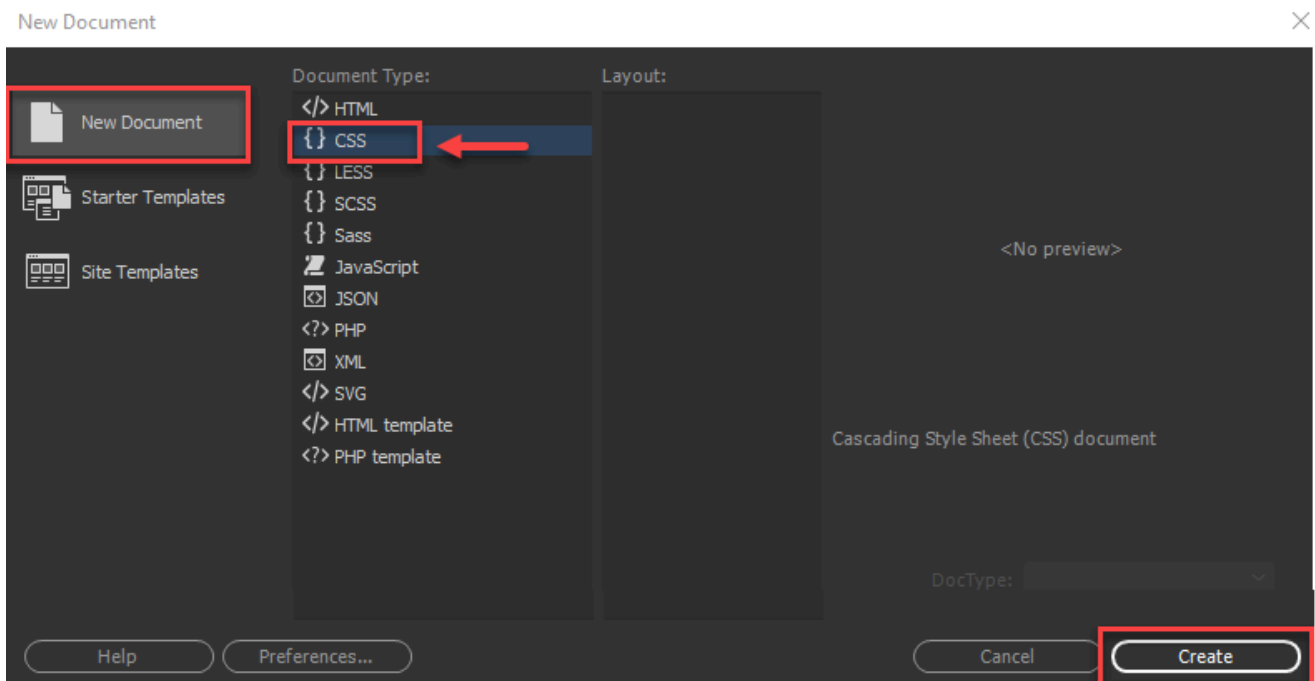 New Document
New Document
Starter Templates
Site Templates
Document Type:
</> HTML
{} CSS
{} LESS
{} SCSS
{} Sass
JavaScript
JSON
<?> PHP
XML
</> SVG
</> HTML template
<?> PHP template
Layout:
<No preview>
Cascading Style Sheet (CSS) document
DocType:
Help
Preferences...
Cancel
Create